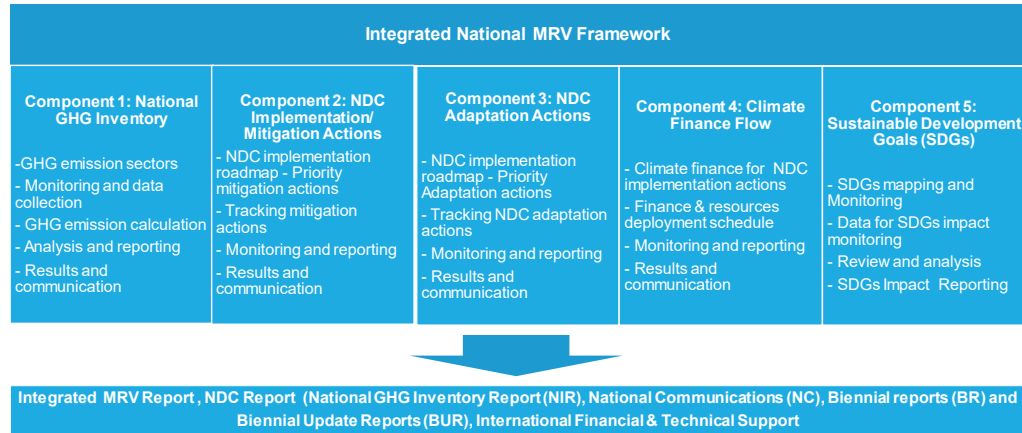 Integrated National MRV Framework
Component 1: National
GHG Inventory
-GHG emission sectors
- Monitoring and data
collection
- GHG emission calculation
- Analysis and reporting
- Results and
communication
Component 2: NDC
Implementation/
Mitigation Actions
- NDC implementation
roadmap - Priority
mitigation actions
- Tracking mitigation
actions
- Monitoring and reporting
- Results and
communication
Component 3: NDC
Adaptation Actions
- NDC implementation
roadmap - Priority
Adaptation actions
- Tracking NDC adaptation
actions
- Monitoring and reporting
- Results and
communication
Component 4: Climate
Finance Flow
- Climate finance for NDC
implementation actions
- Finance & resources
deployment schedule
- Monitoring and reporting
- Results and
communication
Component 5:
Sustainable Development
Goals (SDGs)
- SDGs mapping and
Monitoring
- Data for SDGs impact
monitoring
- Review and analysis
- SDGs Impact Reporting
Integrated MRV Report , NDC Report (National GHG Inventory Report (NIR), National Communications (NC), Biennial reports (BR) and
Biennial Update Reports (BUR), International Financial & Technical Support